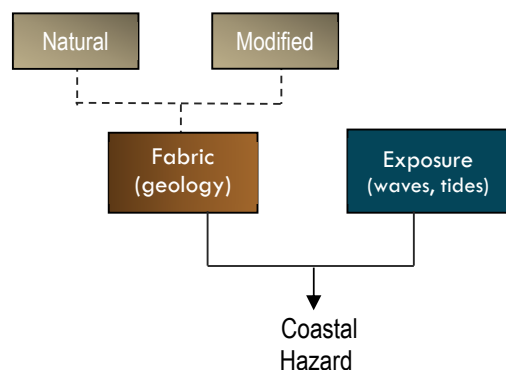 Natural
Modified
Fabric
(geology)
Exposure
(waves, tides)
Coastal
Hazard